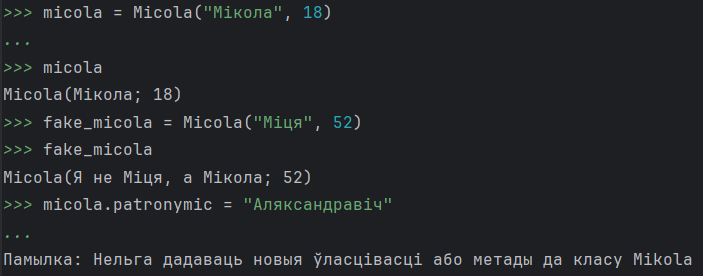 >>> micola = Micola("Мікола", 18)
...
>>> micola
Micola(Мікола; 18)
>>> fake_micola = Micola("Міця", 52)
>>> fake_micola
Micola(Я не Міця, а Мікола; 52)
>>> micola.patronymic = "Аляксандравіч"
...
Памылка: Нельга дадаваць новыя ўласцівасці або метады да класу Mikola